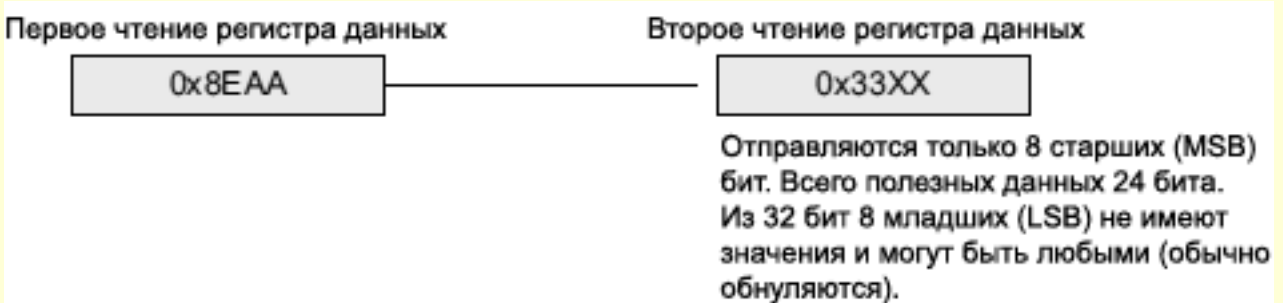 Первое чтение регистра данных
Второе чтение регистра данных
0x8EAA
0x33XX
Отправляются только 8 старших (MSB)
бит. Всего полезных данных 24 бита.
Из 32 бит 8 младших (LSB) не имеют
значения и могут быть любыми (обычно
обнуляются).